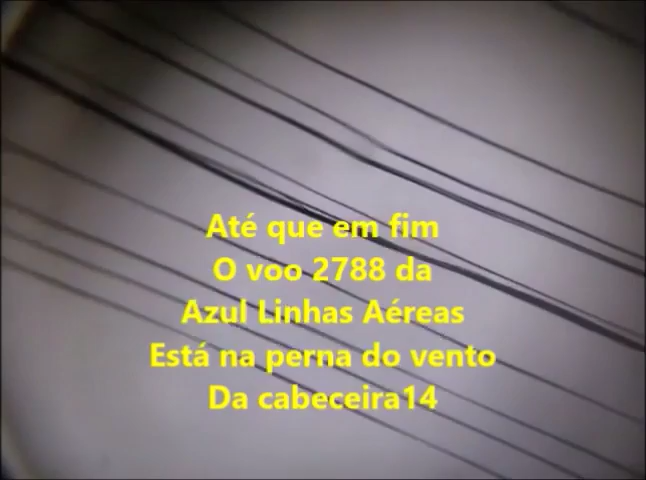 Até que em fim
O voo 2788 da
Azul Linhas Aéreas
Está na perna do vento
Da cabeceira14